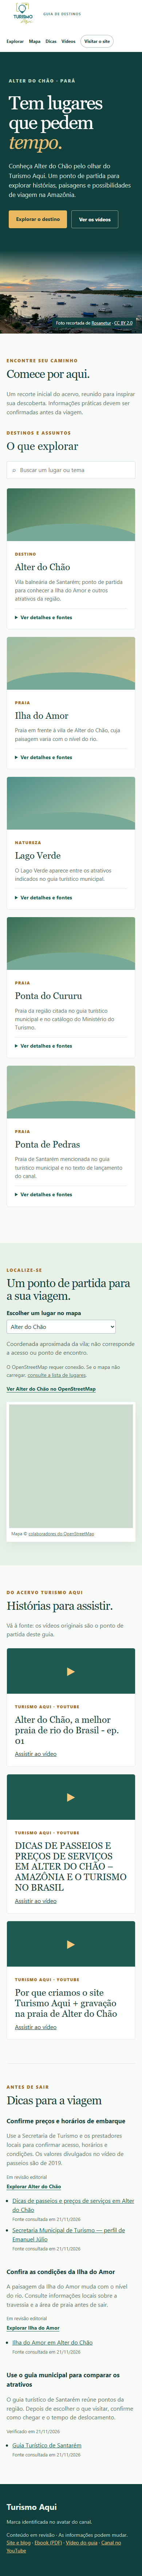 TURISMO
AQUI
GUIA DE DESTINOS
Explorar Mapa Dicas Vídeos Visitar o site
ALTER DO CHÃO · PARÁ
Tem lugares
que pedem
tempo.
Conheça Alter do Chão pelo olhar do
Turismo Aqui. Um ponto de partida para
explorar histórias, paisagens e possibilidades
de viagem na Amazônia.
Explorar o destino
Ver os vídeos
Foto recortada de Rosanetur · CC BY 2.0
ENCONTRE SEU CAMINHO
Comece por aqui.
Um recorte inicial do acervo, reunido para inspirar
sua descoberta. Informações práticas devem ser
confirmadas antes da viagem.
DESTINOS E ASSUNTOS
O que explorar
Buscar um lugar ou tema
DESTINO
Alter do Chão
Vila balneária de Santarém; ponto de partida
para conhecer a Ilha do Amor e outros
atrativos da região.
▶ Ver detalhes e fontes
PRAIA
Ilha do Amor
Praia em frente à vila de Alter do Chão, cuja
paisagem varia com o nível do rio.
▶ Ver detalhes e fontes
NATUREZA
Lago Verde
O Lago Verde aparece entre os atrativos
indicados no guia turístico municipal.
▶ Ver detalhes e fontes
PRAIA
Ponta do Cururu
Praia da região citada no guia turístico
municipal e no catálogo do Ministério do
Turismo.
▶ Ver detalhes e fontes
PRAIA
Ponta de Pedras
Praia de Santarém mencionada no guia
turístico municipal e no texto de lançamento
do canal.
▶ Ver detalhes e fontes
LOCALIZE-SE
Um ponto de partida para
a sua viagem.
Escolher um lugar no mapa
Alter do Chão
Coordenada aproximada da vila; não corresponde
a acesso ou ponto de encontro.
O OpenStreetMap requer conexão. Se o mapa não
carregar, consulte a lista de lugares.
Ver Alter do Chão no OpenStreetMap
Mapa © colaboradores do OpenStreetMap
DO ACERVO TURISMO AQUI
Histórias para assistir.
Vá à fonte: os vídeos originais são o ponto de
partida deste guia.
TURISMO AQUI · YOUTUBE
Alter do Chão, a melhor
praia de rio do Brasil - ep.
01
Assistir ao vídeo
TURISMO AQUI · YOUTUBE
DICAS DE PASSEIOS E
PREÇOS DE SERVIÇOS
EM ALTER DO CHÃO –
AMAZÔNIA E O TURISMO
NO BRASIL
Assistir ao vídeo
TURISMO AQUI · YOUTUBE
Por que criamos o site
Turismo Aqui + gravação
na praia de Alter do Chão
Assistir ao vídeo
ANTES DE SAIR
Dicas para a viagem
Confirme preços e horários de embarque
Use a Secretaria de Turismo e os prestadores
locais para confirmar acesso, horários e
condições. Os valores divulgados no vídeo de
passeios são de 2019.
Em revisão editorial
Explorar Alter do Chão
• Dicas de passeios e preços de serviços em Alter
do Chão
Fonte consultada em 21/11/2026
• Secretaria Municipal de Turismo — perfil de
Emanuel Júlio
Fonte consultada em 21/11/2026
Confira as condições da Ilha do Amor
A paisagem da Ilha do Amor muda com o nível
do rio. Consulte informações locais sobre a
travessia e a área de praia antes de sair.
Em revisão editorial
Explorar Ilha do Amor
• Ilha do Amor em Alter do Chão
Fonte consultada em 21/11/2026
Use o guia municipal para comparar os
atrativos
O guia turístico de Santarém reúne pontos da
região. Depois de escolher o que visitar, confirme
como chegar e o tempo de deslocamento.
Verificado em 21/11/2026
• Guia Turístico de Santarém
Fonte consultada em 21/11/2026
Turismo Aqui
Marca identificada no avatar do canal.
Conteúdo em revisão · As informações podem mudar.
Site e blog · Ebook (PDF) · Vídeo do guia · Canal no
YouTube